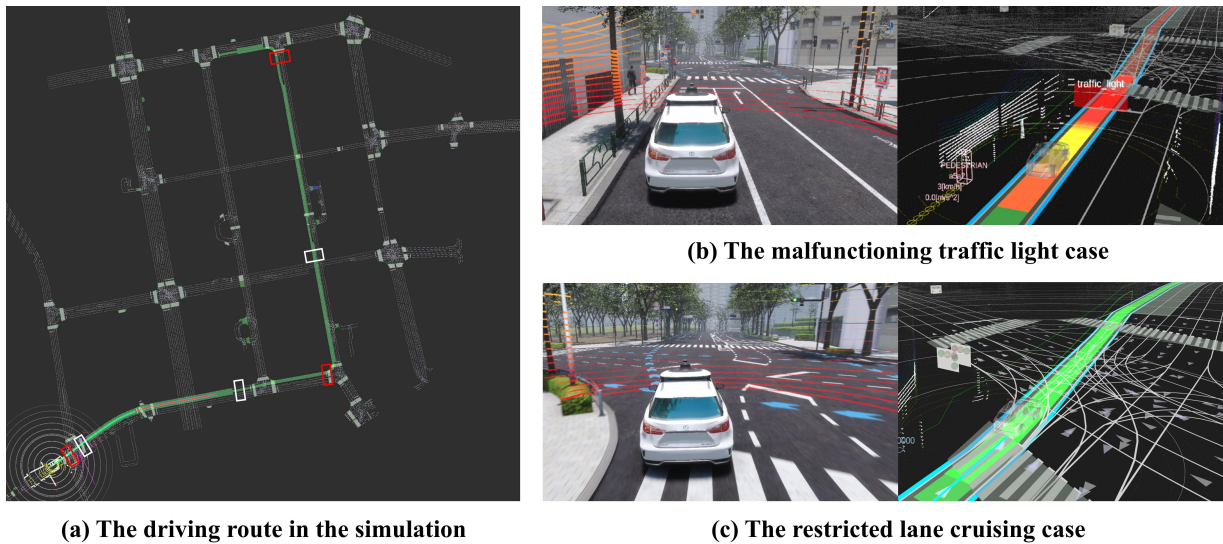 traffic_light
PEDESTRIAN
3[km/h]
0.0[m/s^2]
(b) The malfunctioning traffic light case
(a) The driving route in the simulation
(c) The restricted lane cruising case